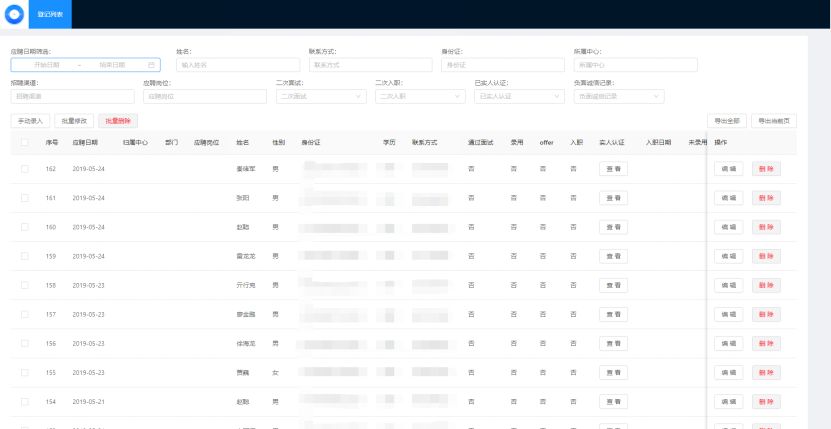 登记列表
应聘日期筛选: 姓名: 联系方式: 身份证: 所属中心:
开始日期 ~ 结束日期 输入姓名 联系方式 身份证 所属中心
招聘渠道: 应聘岗位: 二次面试: 二次入职: 已实人认证: 负面诚信记录:
招聘渠道 应聘岗位 二次面试 二次入职 已实人认证 负面诚信记录
手动录入 批量修改 批量删除 导出全部 导出当前页
序号 应聘日期 归属中心 部门 应聘岗位 姓名 性别 身份证 学历 联系方式 通过面试 录用 offer 入职 实人认证 入职日期 未录用 操作
162 2019-05-24 男 否 否 否 否 查看 编辑 删除
161 2019-05-24 张阳 男 否 否 否 否 查看 编辑 删除
160 2019-05-24 赵聪 男 否 否 否 否 查看 编辑 删除
159 2019-05-24 雷龙龙 男 否 否 否 否 查看 编辑 删除
158 2019-05-23 男 否 否 否 否 查看 编辑 删除
157 2019-05-23 男 否 否 否 否 查看 编辑 删除
156 2019-05-23 徐海龙 男 否 否 否 否 查看 编辑 删除
155 2019-05-23 女 否 否 否 否 查看 编辑 删除
154 2019-05-21 赵聪 男 否 否 否 否 查看 编辑 删除